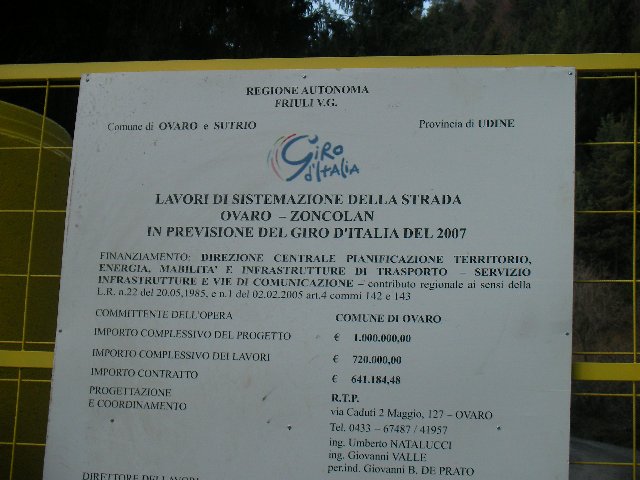 REGIONE AUTONOMA
FRIULI V.G.
Comune di OVARO e SUTRIO Provincia di UDINE
GiRO
d'iTALiA
LAVORI DI SISTEMAZIONE DELLA STRADA
OVARO – ZONCOLAN
IN PREVISIONE DEL GIRO D'ITALIA DEL 2007
FINANZIAMENTO: DIREZIONE CENTRALE PIANIFICAZIONE TERRITORIO,
ENERGIA, MABILITA' E INFRASTRUTTURE DI TRASPORTO – SERVIZIO
INFRASTRUTTURE E VIE DI COMUNICAZIONE – contributo regionale ai sensi della
L.R. n.22 del 20.05.1985, e n.1 del 02.02.2005 art.4 commi 142 e 143
COMMITTENTE DELL'OPERA COMUNE DI OVARO
IMPORTO COMPLESSIVO DEL PROGETTO € 1.000.000,00
IMPORTO COMPLESSIVO DEI LAVORI € 720.000,00
IMPORTO CONTRATTO € 641.184,48
PROGETTAZIONE R.T.P.
E COORDINAMENTO via Caduti 2 Maggio, 127 – OVARO
Tel. 0433 – 67487 / 41957
ing. Umberto NATALUCCI
ing. Giovanni VALLE
per.ind. Giovanni B. DE PRATO
DIRETTORE DEI LAVORI